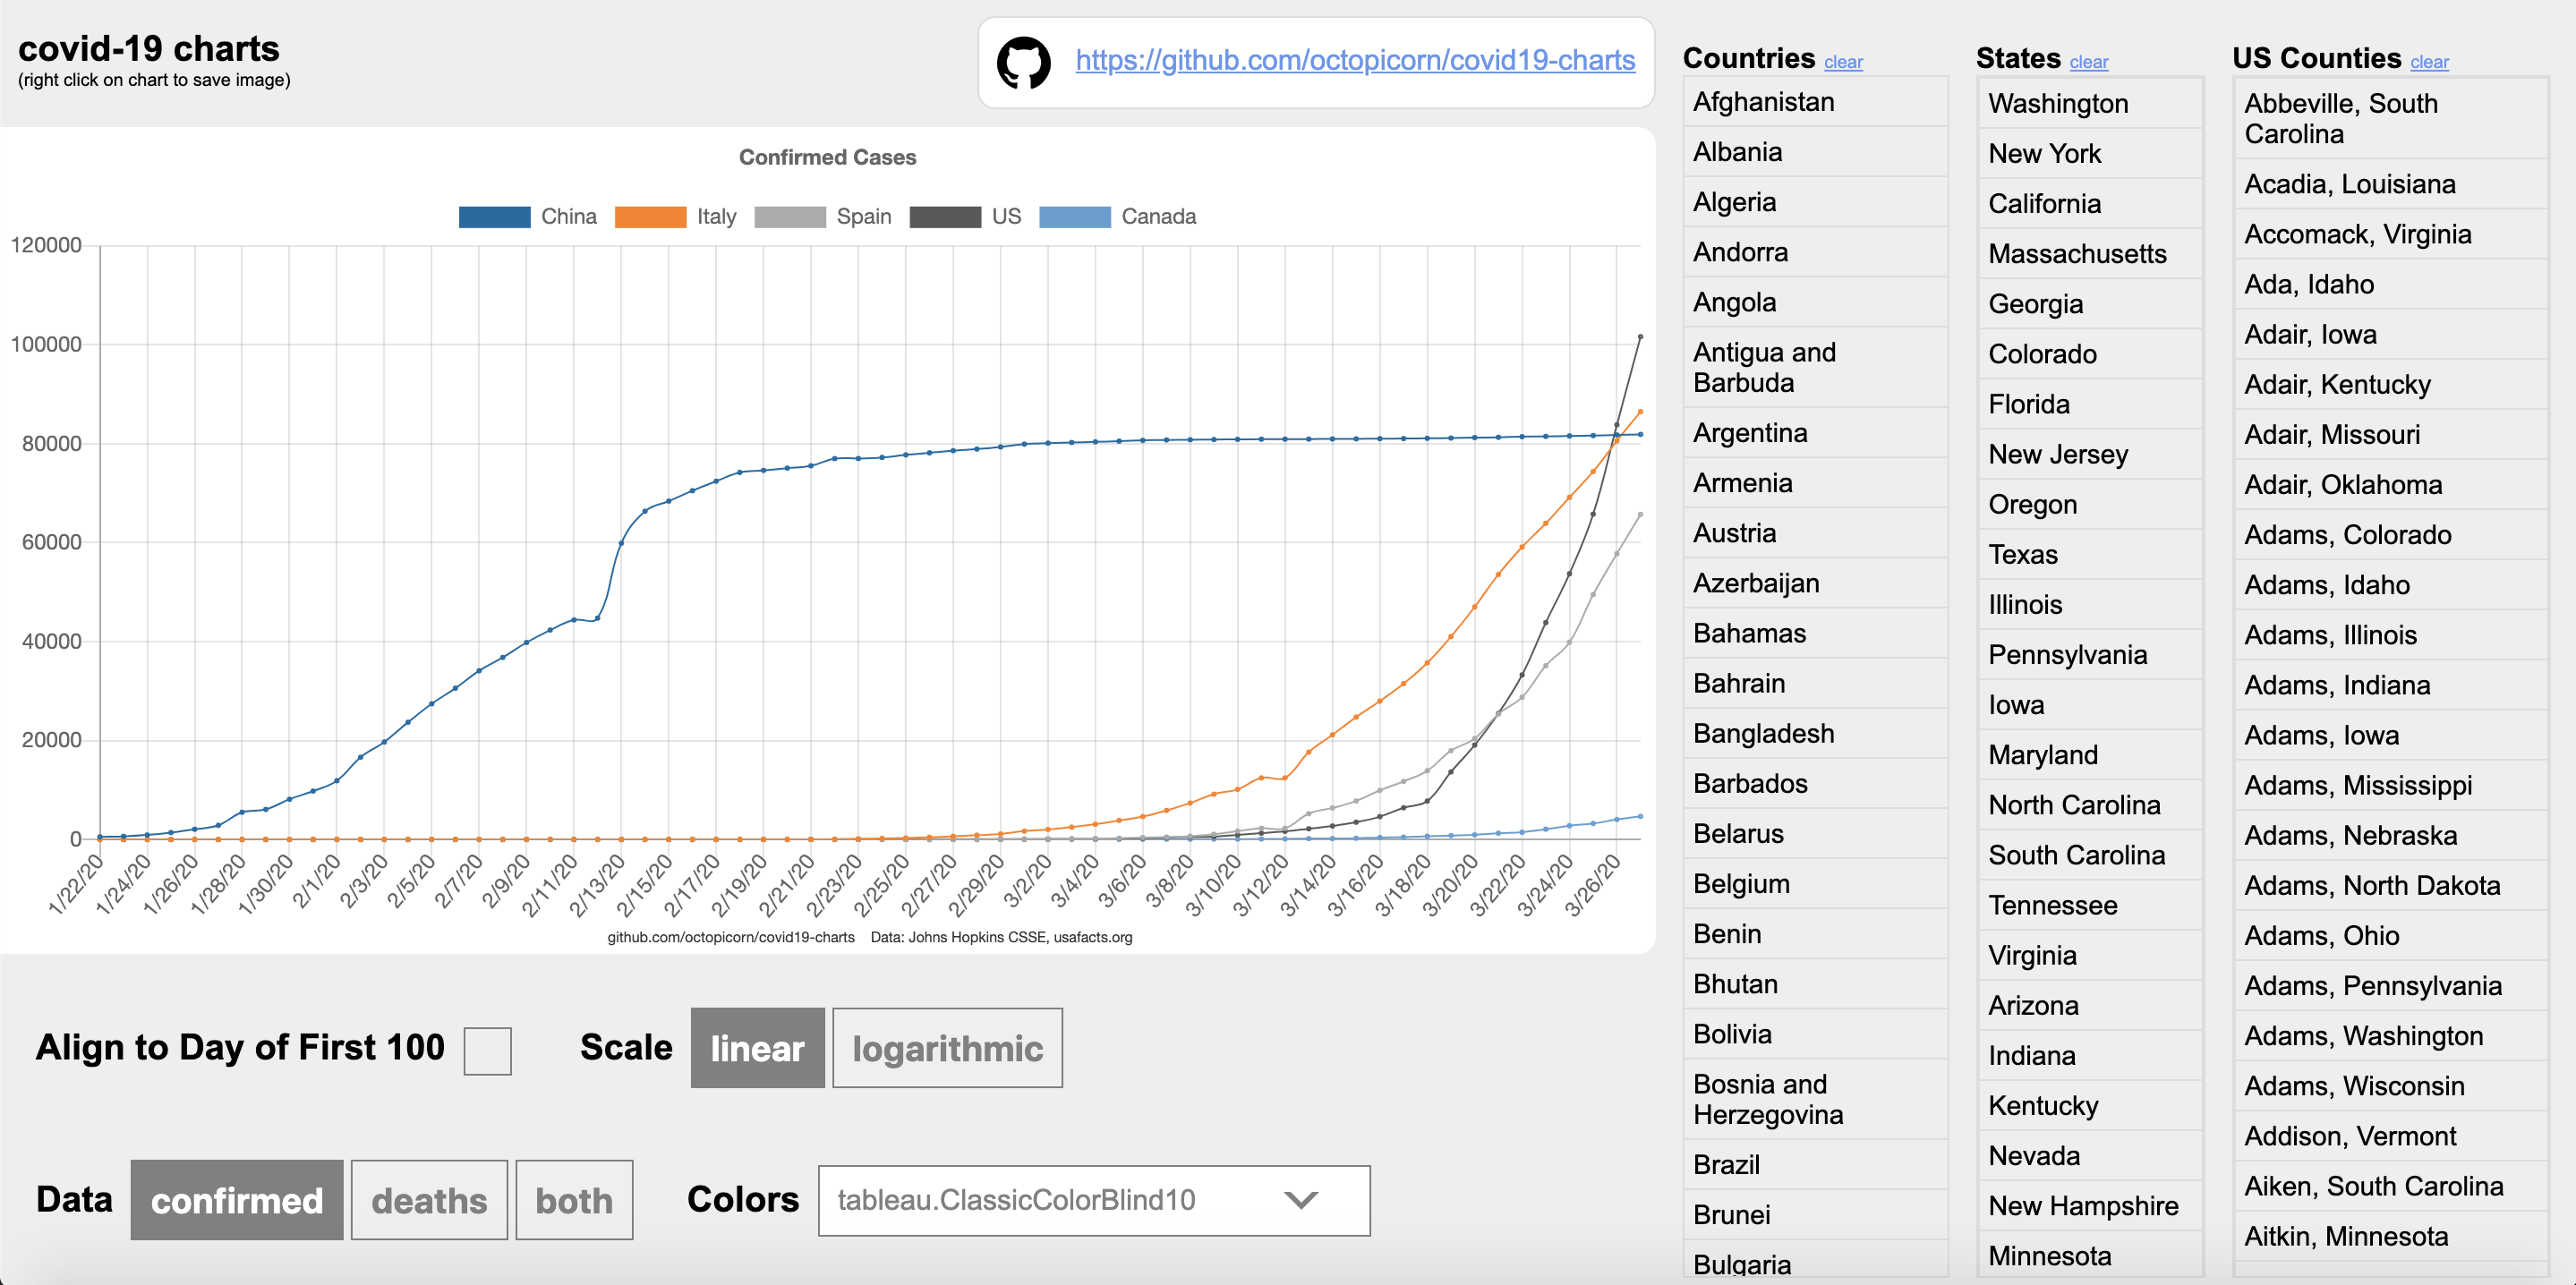 covid-19 charts
(right click on chart to save image)
https://github.com/octopicorn/covid19-charts
Confirmed Cases
China Italy Spain US Canada
120000
100000
80000
60000
40000
20000
0
1/22/20 1/24/20 1/26/20 1/28/20 1/30/20 2/1/20 2/3/20 2/5/20 2/7/20 2/9/20 2/11/20 2/13/20 2/15/20 2/17/20 2/19/20 2/21/20 2/23/20 2/25/20 2/27/20 2/29/20 3/2/20 3/4/20 3/6/20 3/8/20 3/10/20 3/12/20 3/14/20 3/16/20 3/18/20 3/20/20 3/22/20 3/24/20 3/26/20
github.com/octopicorn/covid19-charts Data: Johns Hopkins CSSE, usafacts.org
Align to Day of First 100
Scale linear logarithmic
Data confirmed deaths both
Colors tableau.ClassicColorBlind10
Countries clear
Afghanistan
Albania
Algeria
Andorra
Angola
Antigua and
Barbuda
Argentina
Armenia
Austria
Azerbaijan
Bahamas
Bahrain
Bangladesh
Barbados
Belarus
Belgium
Benin
Bhutan
Bolivia
Bosnia and
Herzegovina
Brazil
Brunei
Bulgaria
States clear
Washington
New York
California
Massachusetts
Georgia
Colorado
Florida
New Jersey
Oregon
Texas
Illinois
Pennsylvania
Iowa
Maryland
North Carolina
South Carolina
Tennessee
Virginia
Arizona
Indiana
Kentucky
Nevada
New Hampshire
Minnesota
US Counties clear
Abbeville, South
Carolina
Acadia, Louisiana
Accomack, Virginia
Ada, Idaho
Adair, Iowa
Adair, Kentucky
Adair, Missouri
Adair, Oklahoma
Adams, Colorado
Adams, Idaho
Adams, Illinois
Adams, Indiana
Adams, Iowa
Adams, Mississippi
Adams, Nebraska
Adams, North Dakota
Adams, Ohio
Adams, Pennsylvania
Adams, Washington
Adams, Wisconsin
Addison, Vermont
Aiken, South Carolina
Aitkin, Minnesota